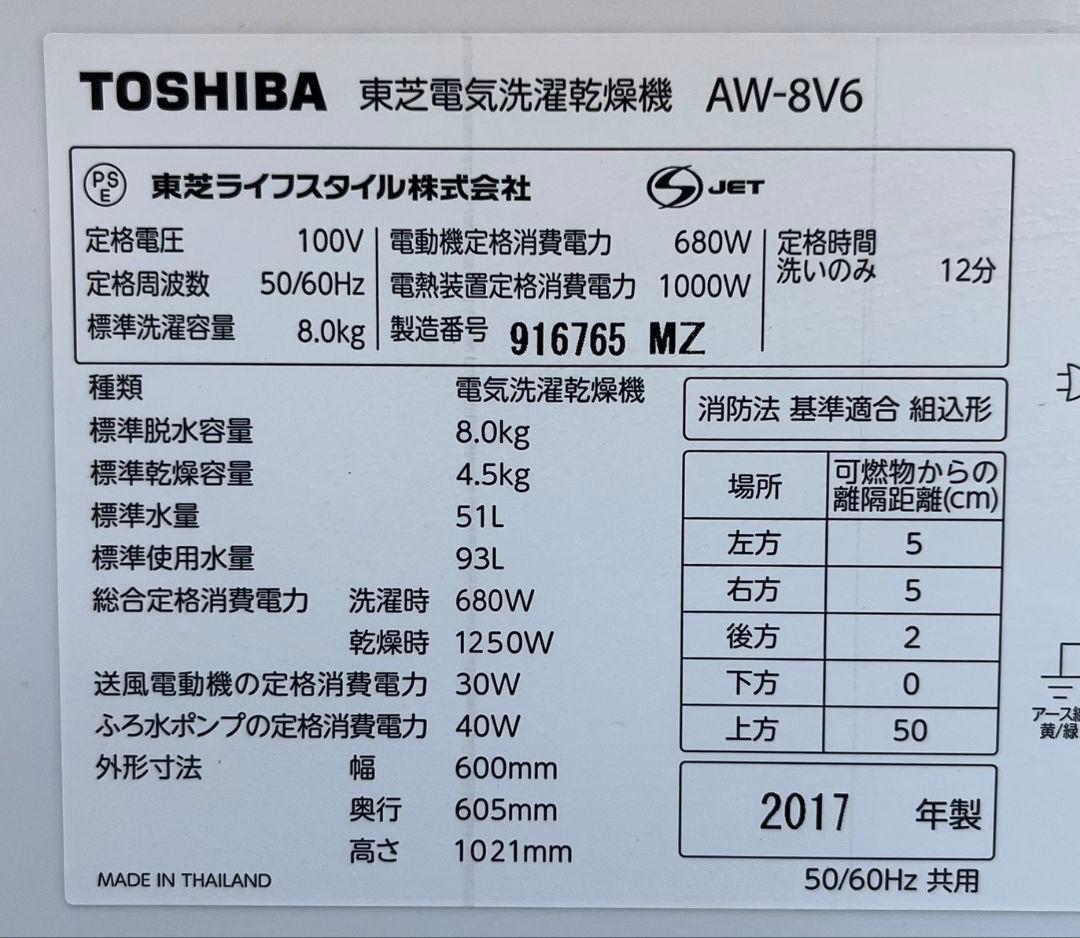 TOSHIBA 東芝電気洗濯乾燥機 AW-8V6
PS E 東芝ライフスタイル株式会社 S JET
定格電圧 100V 電動機定格消費電力 680W 定格時間
定格周波数 50/60Hz 電熱装置定格消費電力 1000W 洗いのみ 12分
標準洗濯容量 8.0kg 製造番号 916765 MZ
種類 電気洗濯乾燥機
標準脱水容量 8.0kg
標準乾燥容量 4.5kg
標準水量 51L
標準使用水量 93L
総合定格消費電力 洗濯時 680W
乾燥時 1250W
送風電動機の定格消費電力 30W
ふろ水ポンプの定格消費電力 40W
外形寸法 幅 600mm
奥行 605mm
高さ 1021mm
MADE IN THAILAND
消防法 基準適合 組込形
場所 可燃物からの
離隔距離(cm)
左方 5
右方 5
後方 2
下方 0
上方 50
2017 年製
50/60Hz 共用
アース線
黄/緑